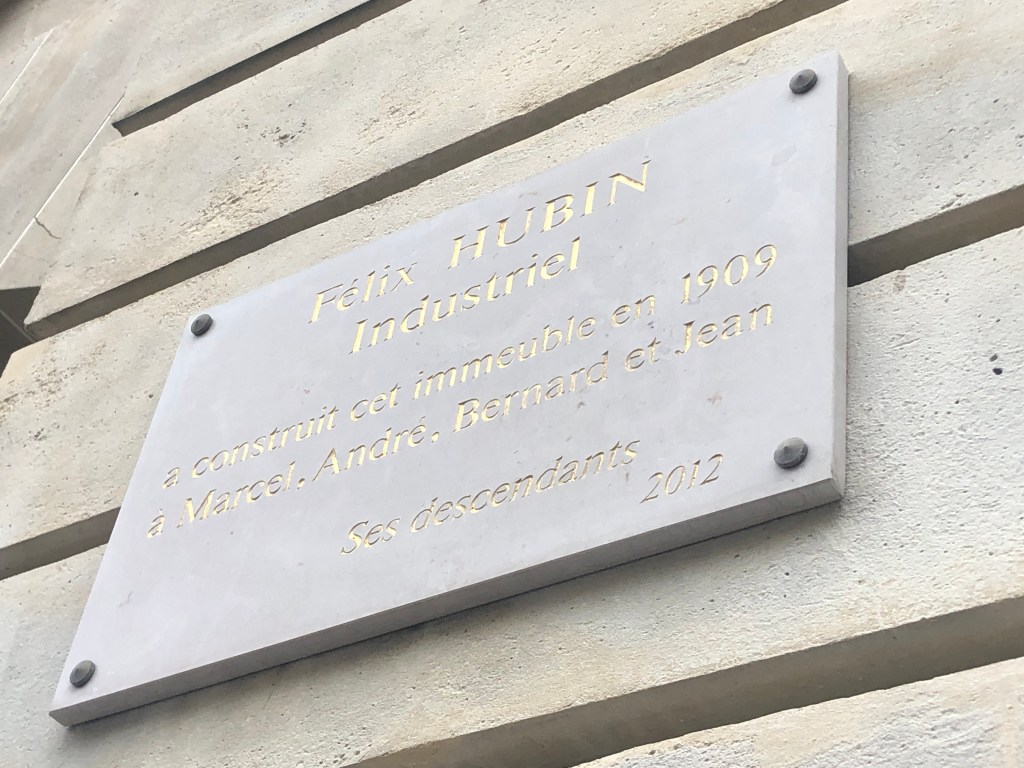 Félix HUBIN
Industriel
a construit cet immeuble en 1909
à Marcel, André, Bernard et Jean
Ses descendants
2012